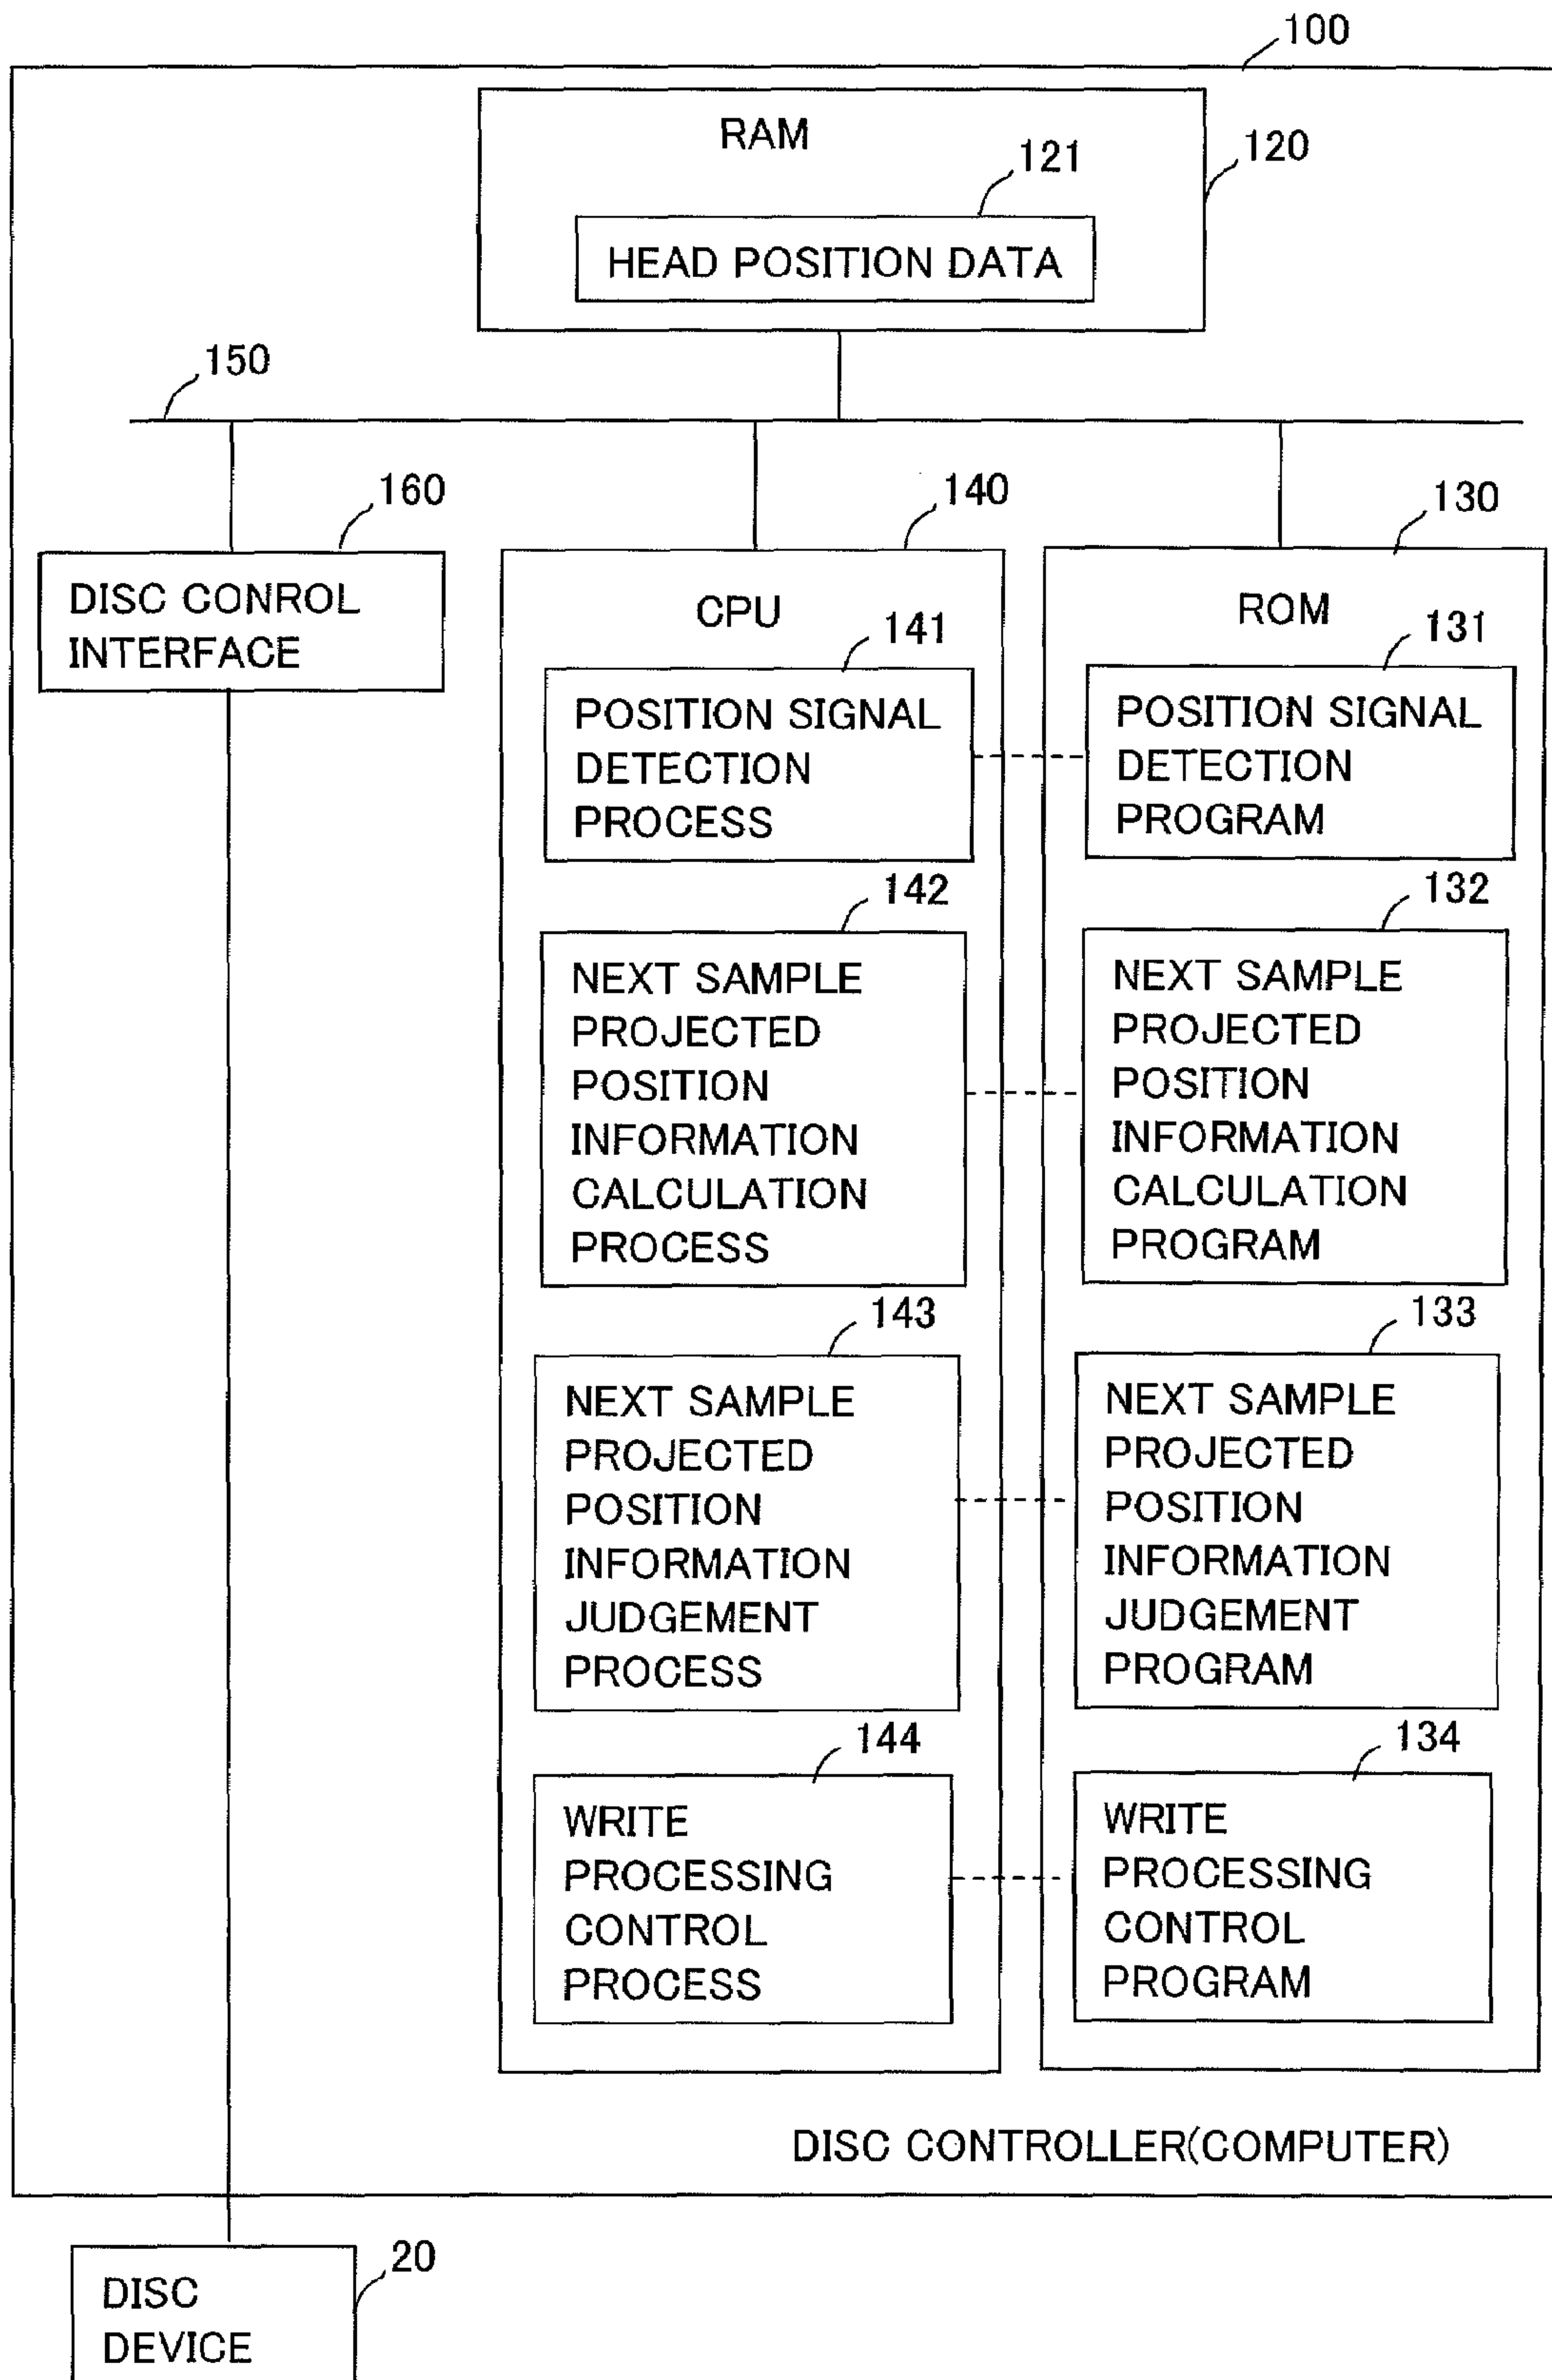 100
RAM
120
121
HEAD POSITION DATA
150
160
140
130
DISC CONROL
INTERFACE
CPU
ROM
141
131
POSITION SIGNAL
DETECTION
PROCESS
POSITION SIGNAL
DETECTION
PROGRAM
142
132
NEXT SAMPLE
PROJECTED
POSITION
INFORMATION
CALCULATION
PROCESS
NEXT SAMPLE
PROJECTED
POSITION
INFORMATION
CALCULATION
PROGRAM
143
133
NEXT SAMPLE
PROJECTED
POSITION
INFORMATION
JUDGEMENT
PROCESS
NEXT SAMPLE
PROJECTED
POSITION
INFORMATION
JUDGEMENT
PROGRAM
144
134
WRITE
PROCESSING
CONTROL
PROCESS
WRITE
PROCESSING
CONTROL
PROGRAM
DISC CONTROLLER(COMPUTER)
20
DISC
DEVICE